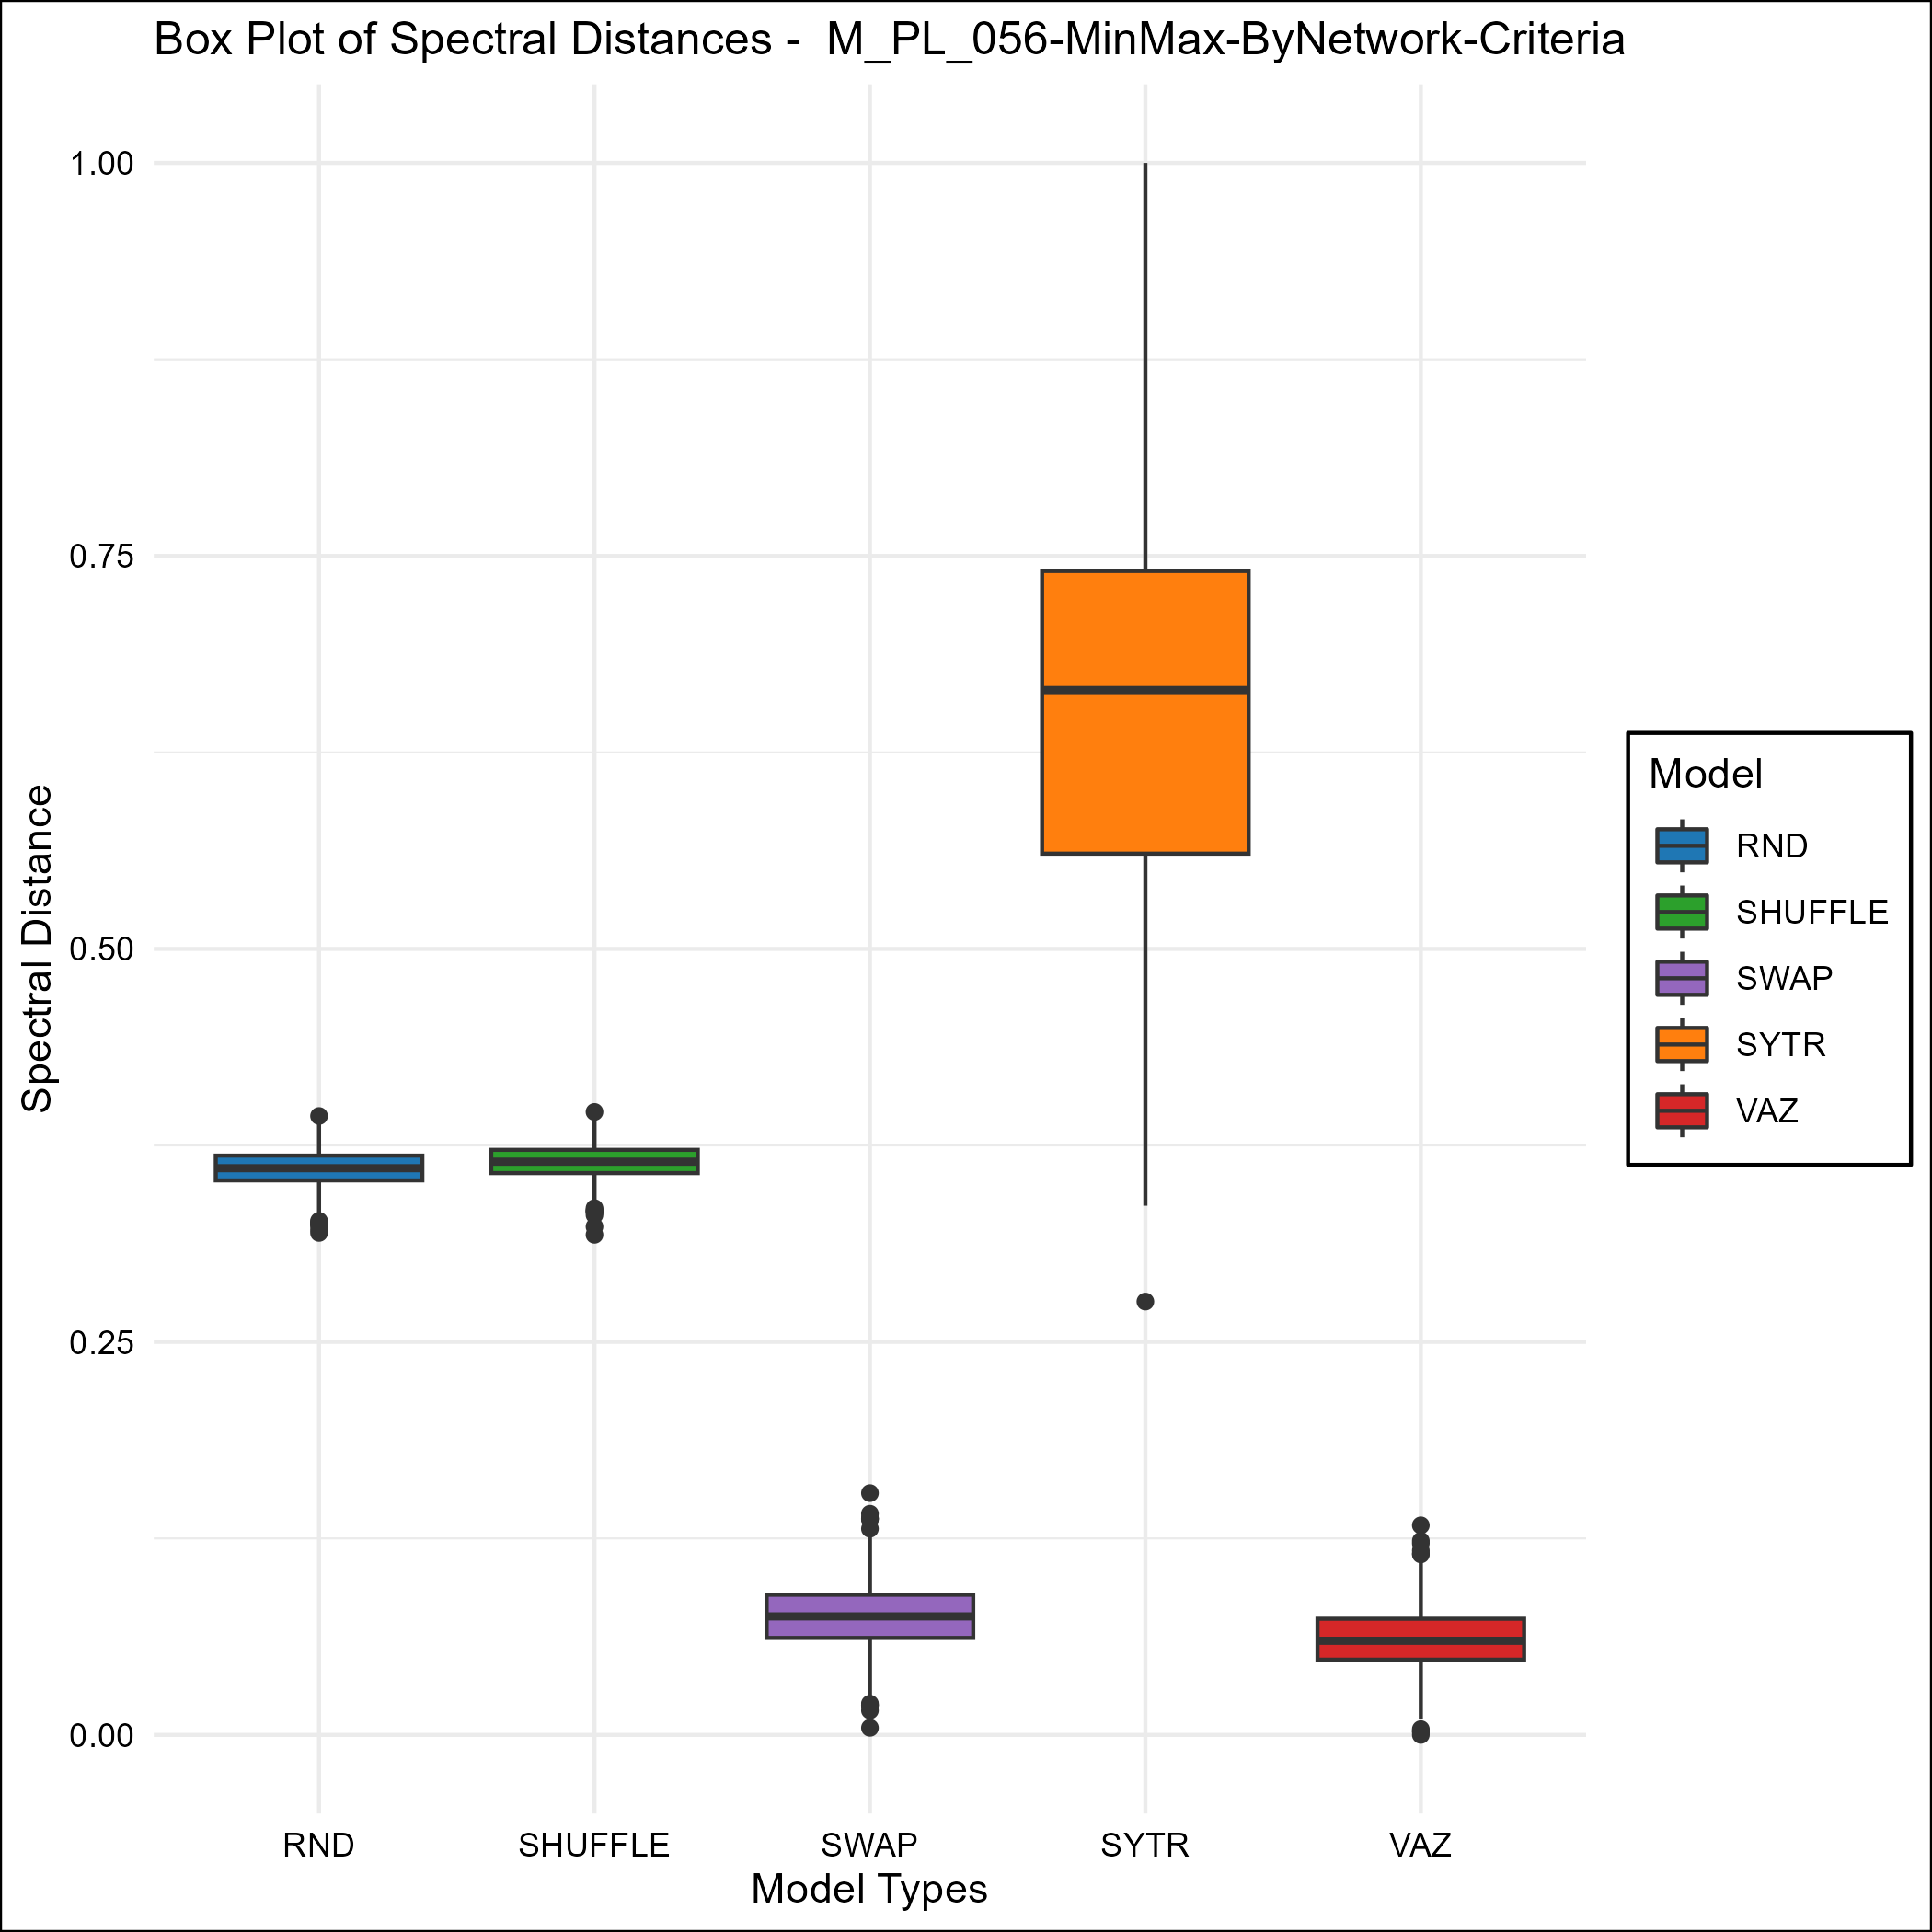 Box Plot of Spectral Distances -  M_PL_056-MinMax-ByNetwork-Criteria
1.00
0.75
0.50
0.25
0.00
Spectral Distance
RND
SHUFFLE
SWAP
SYTR
VAZ
Model Types
Model
RND
SHUFFLE
SWAP
SYTR
VAZ